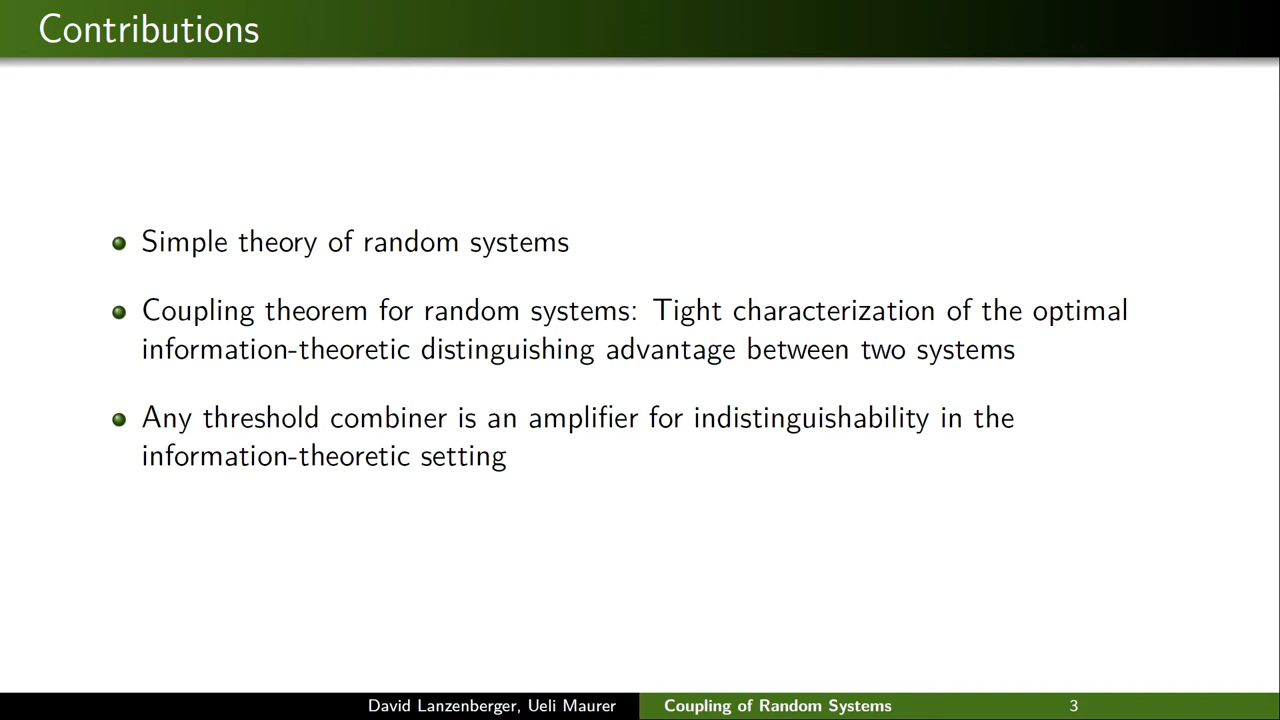 Contributions
Simple theory of random systems
Coupling theorem for random systems: Tight characterization of the optimal
information-theoretic distinguishing advantage between two systems
Any threshold combiner is an amplifier for indistinguishability in the
information-theoretic setting
David Lanzenberger, Ueli Maurer Coupling of Random Systems 3